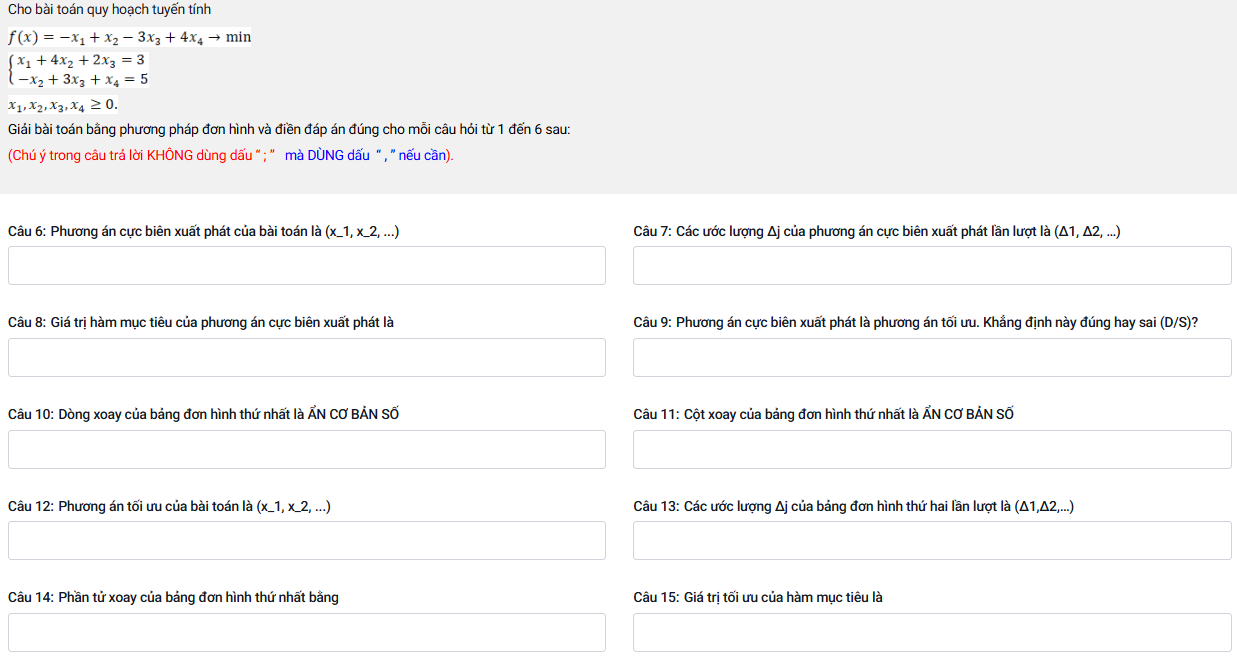 Cho bài toán quy hoạch tuyến tính
f(x) = −x₁ + x₂ − 3x₃ + 4x₄ → min
{x₁ + 4x₂ + 2x₃ = 3
−x₂ + 3x₃ + x₄ = 5
x₁, x₂, x₃, x₄ ≥ 0.
Giải bài toán bằng phương pháp đơn hình và điền đáp án đúng cho mỗi câu hỏi từ 1 đến 6 sau:
(Chú ý trong câu trả lời KHÔNG dùng dấu “ ; ” mà DÙNG dấu “ , ” nếu cần).
Câu 6: Phương án cực biên xuất phát của bài toán là (x_1, x_2, ...)
Câu 7: Các ước lượng Δj của phương án cực biên xuất phát lần lượt là (Δ1, Δ2, ...)
Câu 8: Giá trị hàm mục tiêu của phương án cực biên xuất phát là
Câu 9: Phương án cực biên xuất phát là phương án tối ưu. Khẳng định này đúng hay sai (D/S)?
Câu 10: Dòng xoay của bảng đơn hình thứ nhất là ẨN CƠ BẢN SỐ
Câu 11: Cột xoay của bảng đơn hình thứ nhất là ẨN CƠ BẢN SỐ
Câu 12: Phương án tối ưu của bài toán là (x_1, x_2, ...)
Câu 13: Các ước lượng Δj của bảng đơn hình thứ hai lần lượt là (Δ1,Δ2,...)
Câu 14: Phần tử xoay của bảng đơn hình thứ nhất bằng
Câu 15: Giá trị tối ưu của hàm mục tiêu là